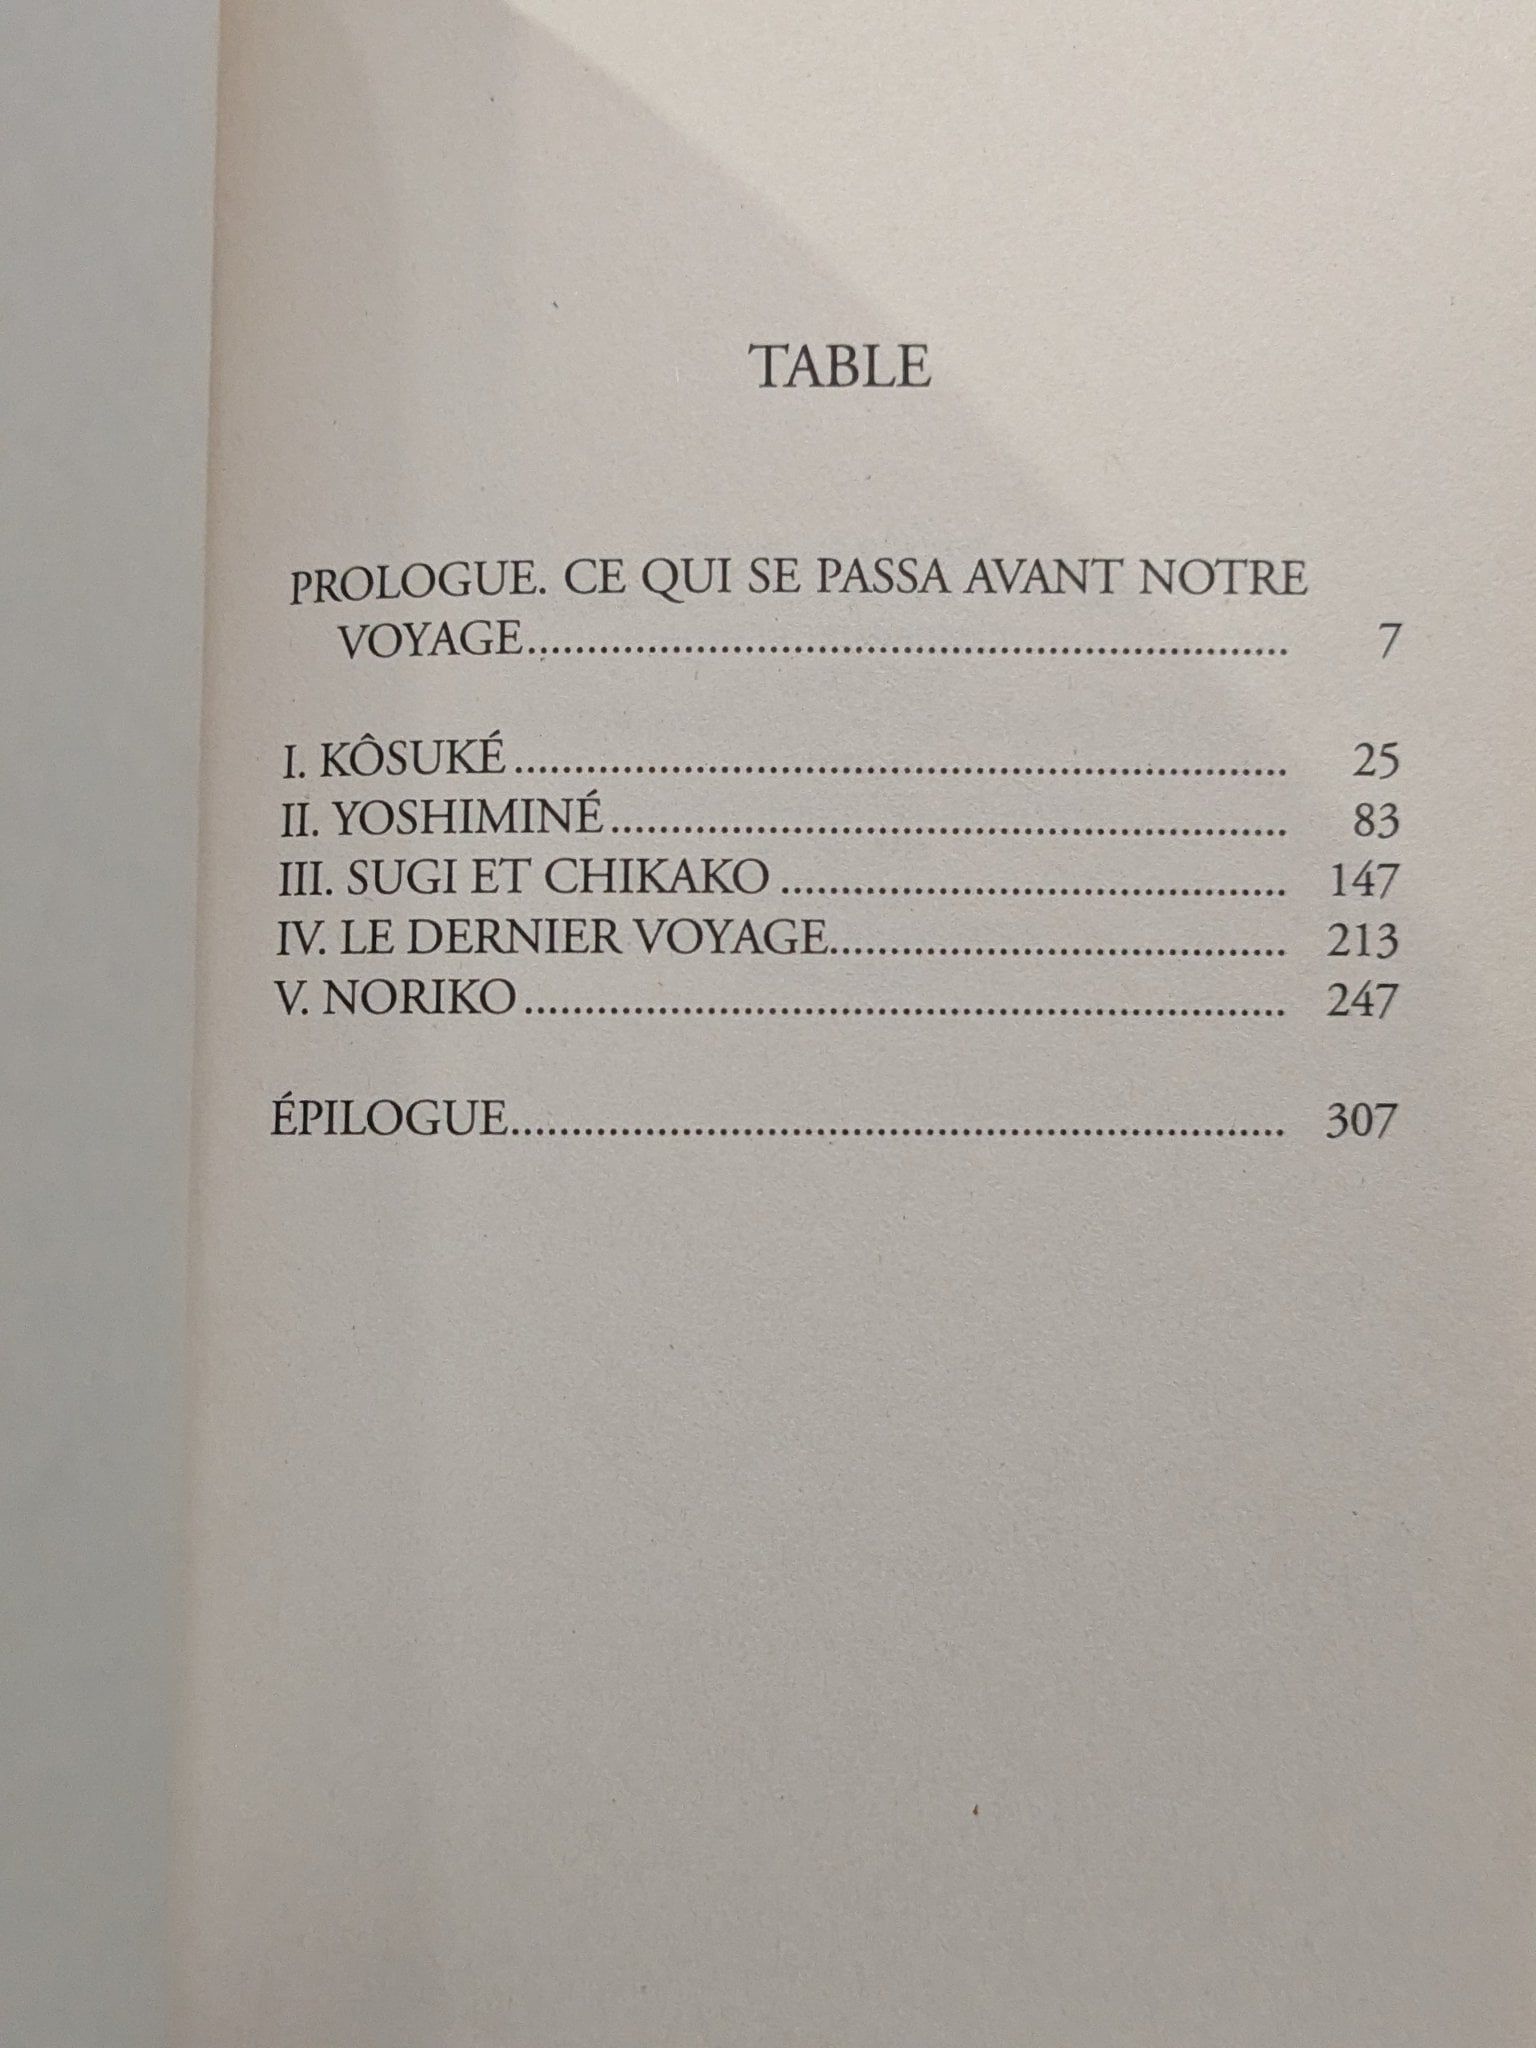 TABLE
PROLOGUE. CE QUI SE PASSA AVANT NOTRE
VOYAGE............................................................... 7
I. KÔSUKÉ............................................................... 25
II. YOSHIMINÉ........................................................ 83
III. SUGI ET CHIKAKO .......................................... 147
IV. LE DERNIER VOYAGE...................................... 213
V. NORIKO............................................................... 247
ÉPILOGUE................................................................ 307